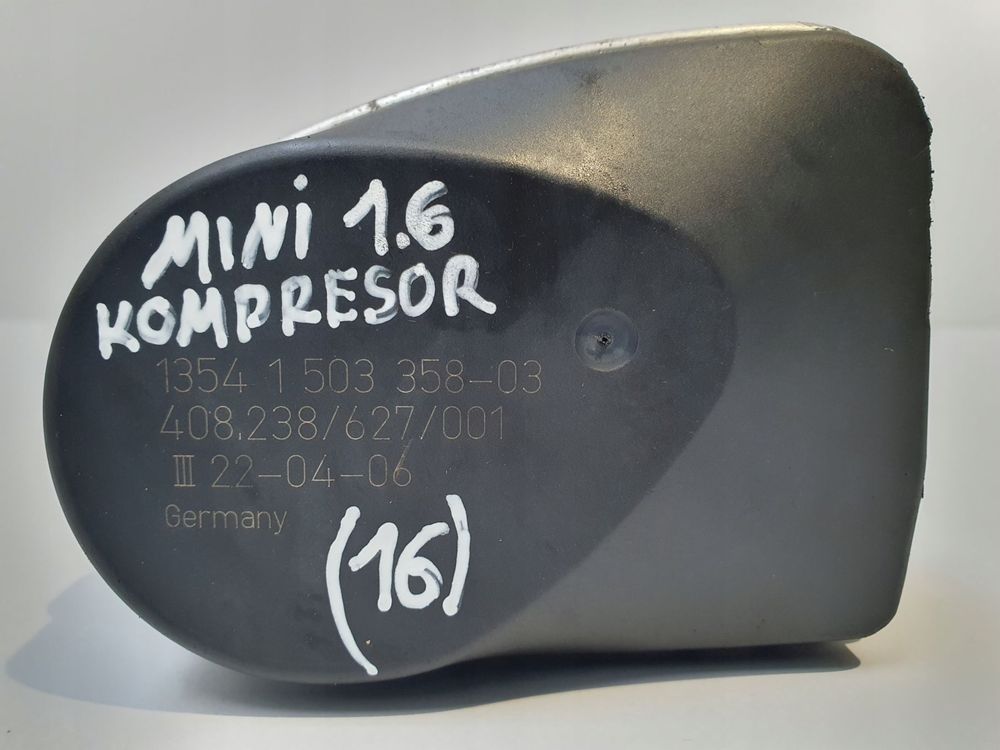 MINI 1.6
KOMPRESOR
1354 1 503 358-03
408.238/627/001
III 22-04-06
Germany
(16)